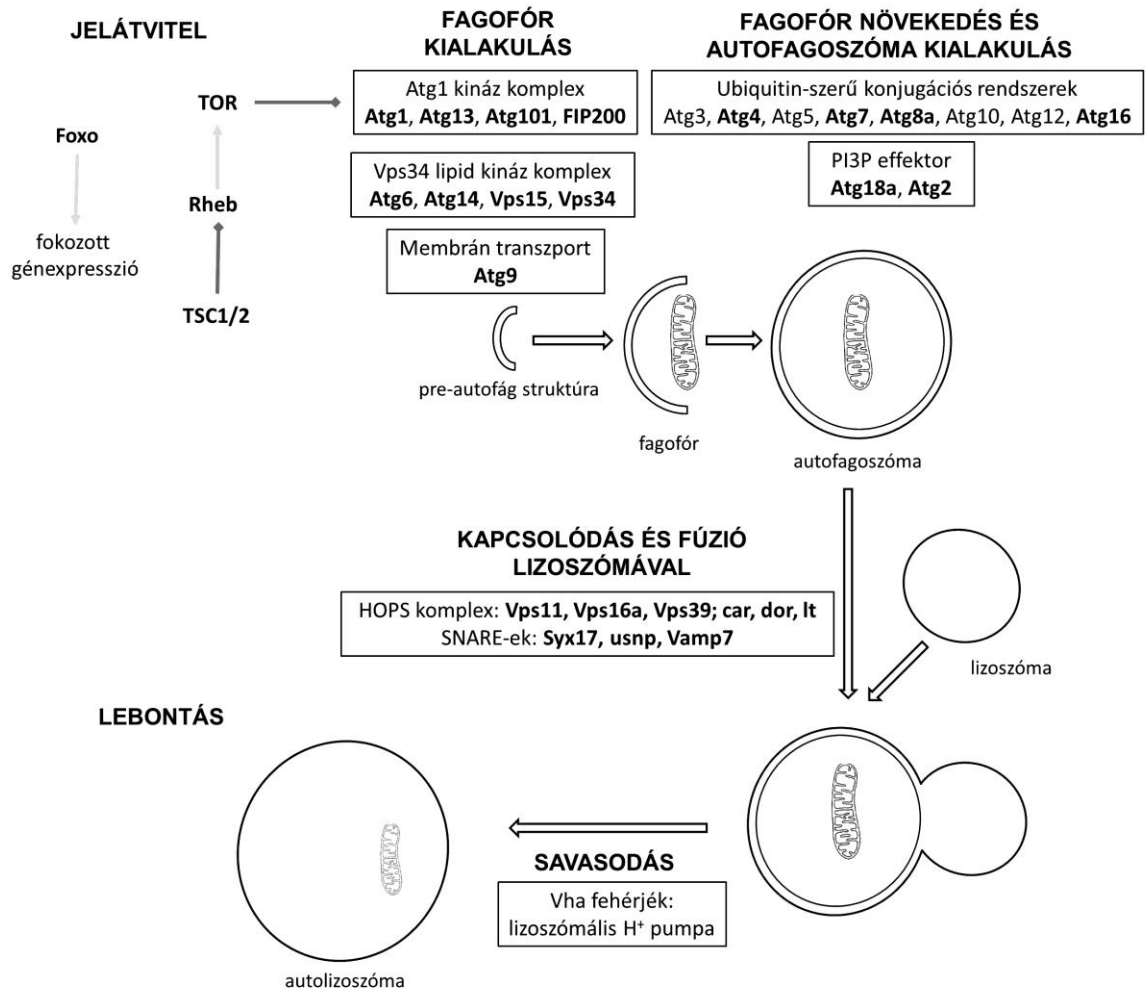 JELÁTVITEL
TOR
Foxo
Rheb
fokozott
génexpresszió
TSC1/2
FAGOFÓR
KIALAKULÁS
Atg1 kináz komplex
Atg1, Atg13, Atg101, FIP200
Vps34 lipid kináz komplex
Atg6, Atg14, Vps15, Vps34
Membrán transzport
Atg9
FAGOFÓR NÖVEKEDÉS ÉS
AUTOFAGOSZÓMA KIALAKULÁS
Ubiquitin-szerű konjugációs rendszerek
Atg3, Atg4, Atg5, Atg7, Atg8a, Atg10, Atg12, Atg16
PI3P effektor
Atg18a, Atg2
pre-autofág struktúra
fagofór
autofagoszóma
KAPCSOLÓDÁS ÉS FÚZIÓ
LIZOSZÓMÁVAL
HOPS komplex: Vps11, Vps16a, Vps39; car, dor, lt
SNARE-ek: Syx17, usnp, Vamp7
lizoszóma
LEBONTÁS
SAVASODÁS
Vha fehérjék:
lizoszómális H⁺ pumpa
autolizoszóma